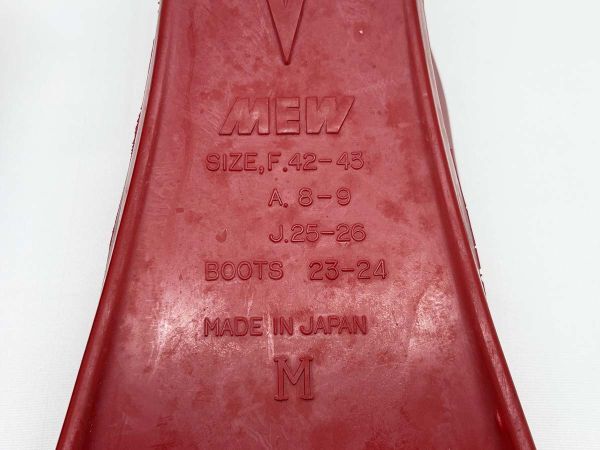 MEW
SIZE,F.42-43
A. 8-9
J.25-26
BOOTS 23-24
MADE IN JAPAN
M